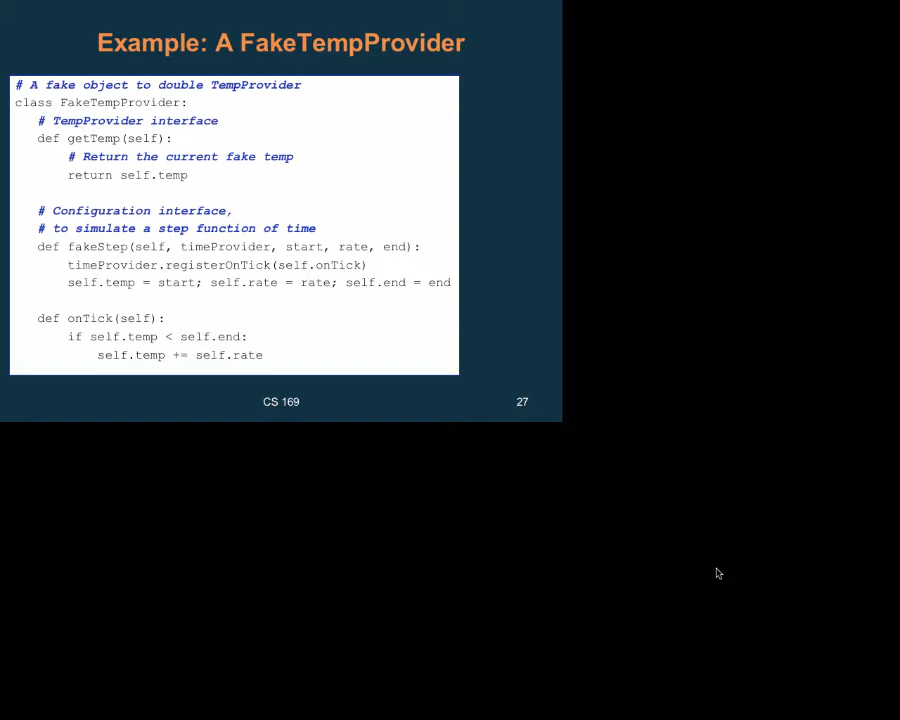 Example: A FakeTempProvider
# A fake object to double TempProvider
class FakeTempProvider:
# TempProvider interface
def getTemp(self):
# Return the current fake temp
return self.temp
# Configuration interface,
# to simulate a step function of time
def fakeStep(self, timeProvider, start, rate, end):
timeProvider.registerOnTick(self.onTick)
self.temp = start; self.rate = rate; self.end = end
def onTick(self):
if self.temp < self.end:
self.temp += self.rate
CS 169
27